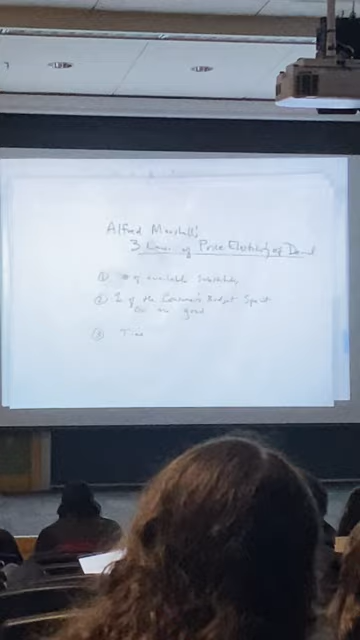 Alfred Marshall's
3 Laws of Price Elasticity of Demand
① # of available Substitutes
② % of the Consumer's Budget Spent
on a good
③ Time